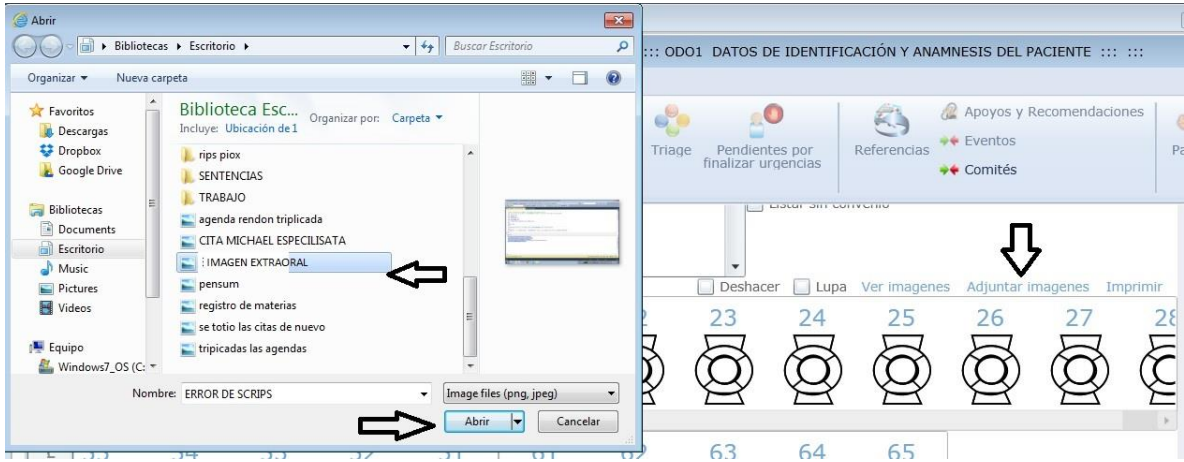 Abrir
Bibliotecas ▸ Escritorio ▸
Buscar Escritorio
Organizar ▾ Nueva carpeta
Favoritos
Descargas
Dropbox
Google Drive
Bibliotecas
Documents
Escritorio
Music
Pictures
Videos
Equipo
Windows7_OS (C:
Biblioteca Esc...
Incluye: Ubicación de 1
Organizar por: Carpeta ▾
rips piox
SENTENCIAS
TRABAJO
agenda rendon triplicada
CITA MICHAEL ESPECILISATA
IMAGEN EXTRAORAL
pensum
registro de materias
se totio las citas de nuevo
tripicadas las agendas
Nombre: ERROR DE SCRIPS
Image files (png, jpeg)
Abrir
Cancelar
::: ODO1 DATOS DE IDENTIFICACIÓN Y ANAMNESIS DEL PACIENTE ::: :::
Triage
Pendientes por
finalizar urgencias
Referencias
Apoyos y Recomendaciones
Eventos
Comités
Listar sin convenio
Deshacer Lupa Ver imagenes Adjuntar imagenes Imprimir
23 24 25 26 27 28
63 64 65